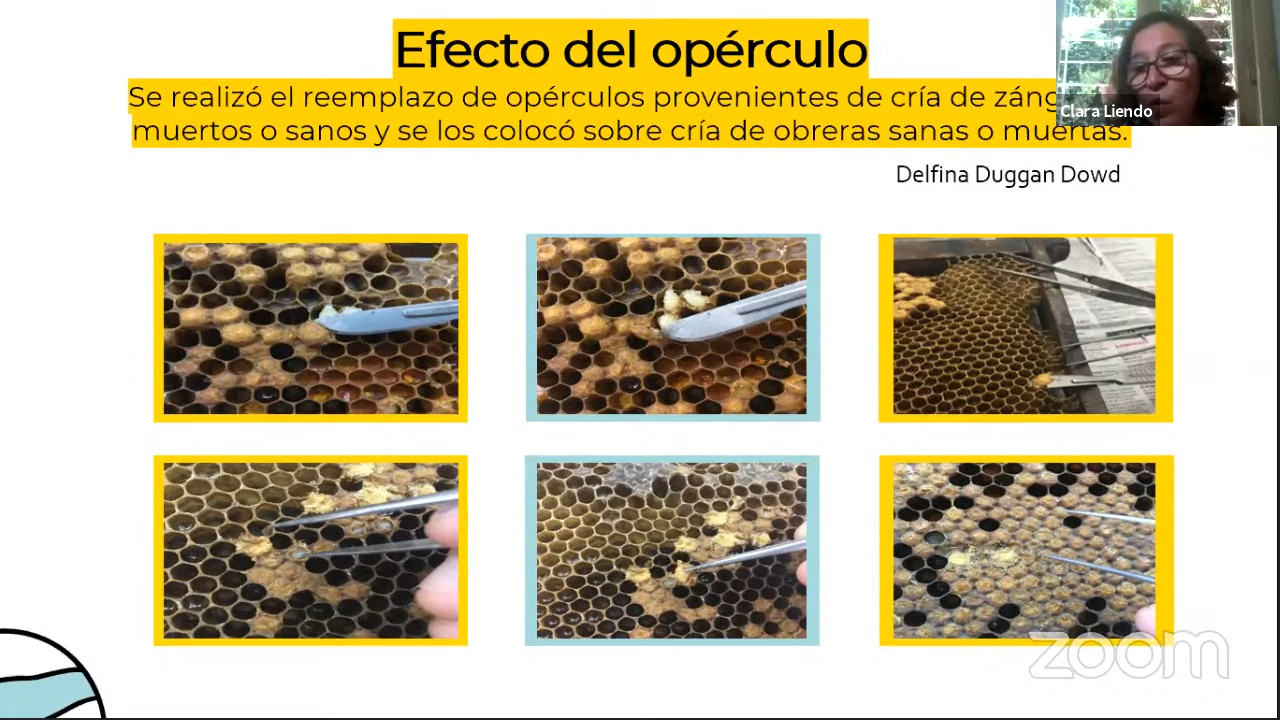 Efecto del opérculo
Se realizó el reemplazo de opérculos provenientes de cría de
muertos o sanos y se los colocó sobre cría de obreras sanas o muertas.
Clara Liendo
Delfina Duggan Dowd
zoom